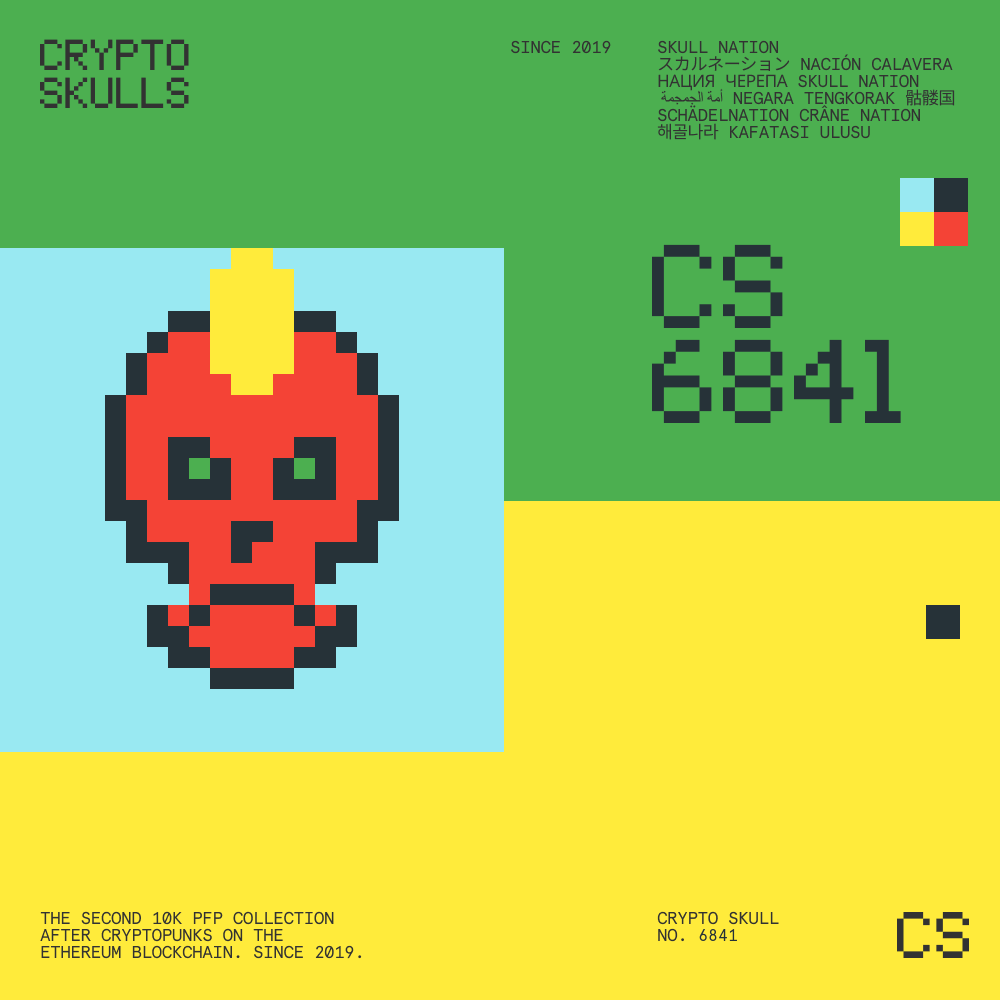 CRYPTO
SKULLS
SINCE 2019
SKULL NATION
スカルネーション NACIÓN CALAVERA
НАЦИЯ ЧЕРЕПА SKULL NATION
أمة الجمجمة NEGARA TENGKORAK 骷髅国
SCHÄDELNATION CRÂNE NATION
해골나라 KAFATASI ULUSU
CS
6841
THE SECOND 10K PFP COLLECTION
AFTER CRYPTOPUNKS ON THE
ETHEREUM BLOCKCHAIN. SINCE 2019.
CRYPTO SKULL
NO. 6841
CS